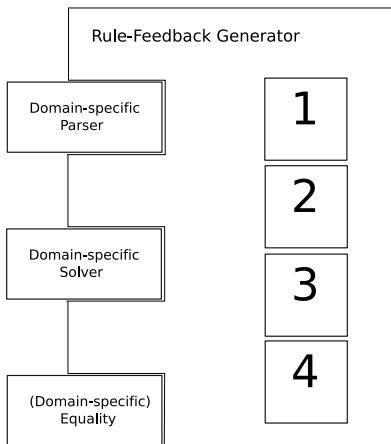 Rule-Feedback Generator
Domain-specific
Parser
1
2
Domain-specific
Solver
3
4
(Domain-specific)
Equality